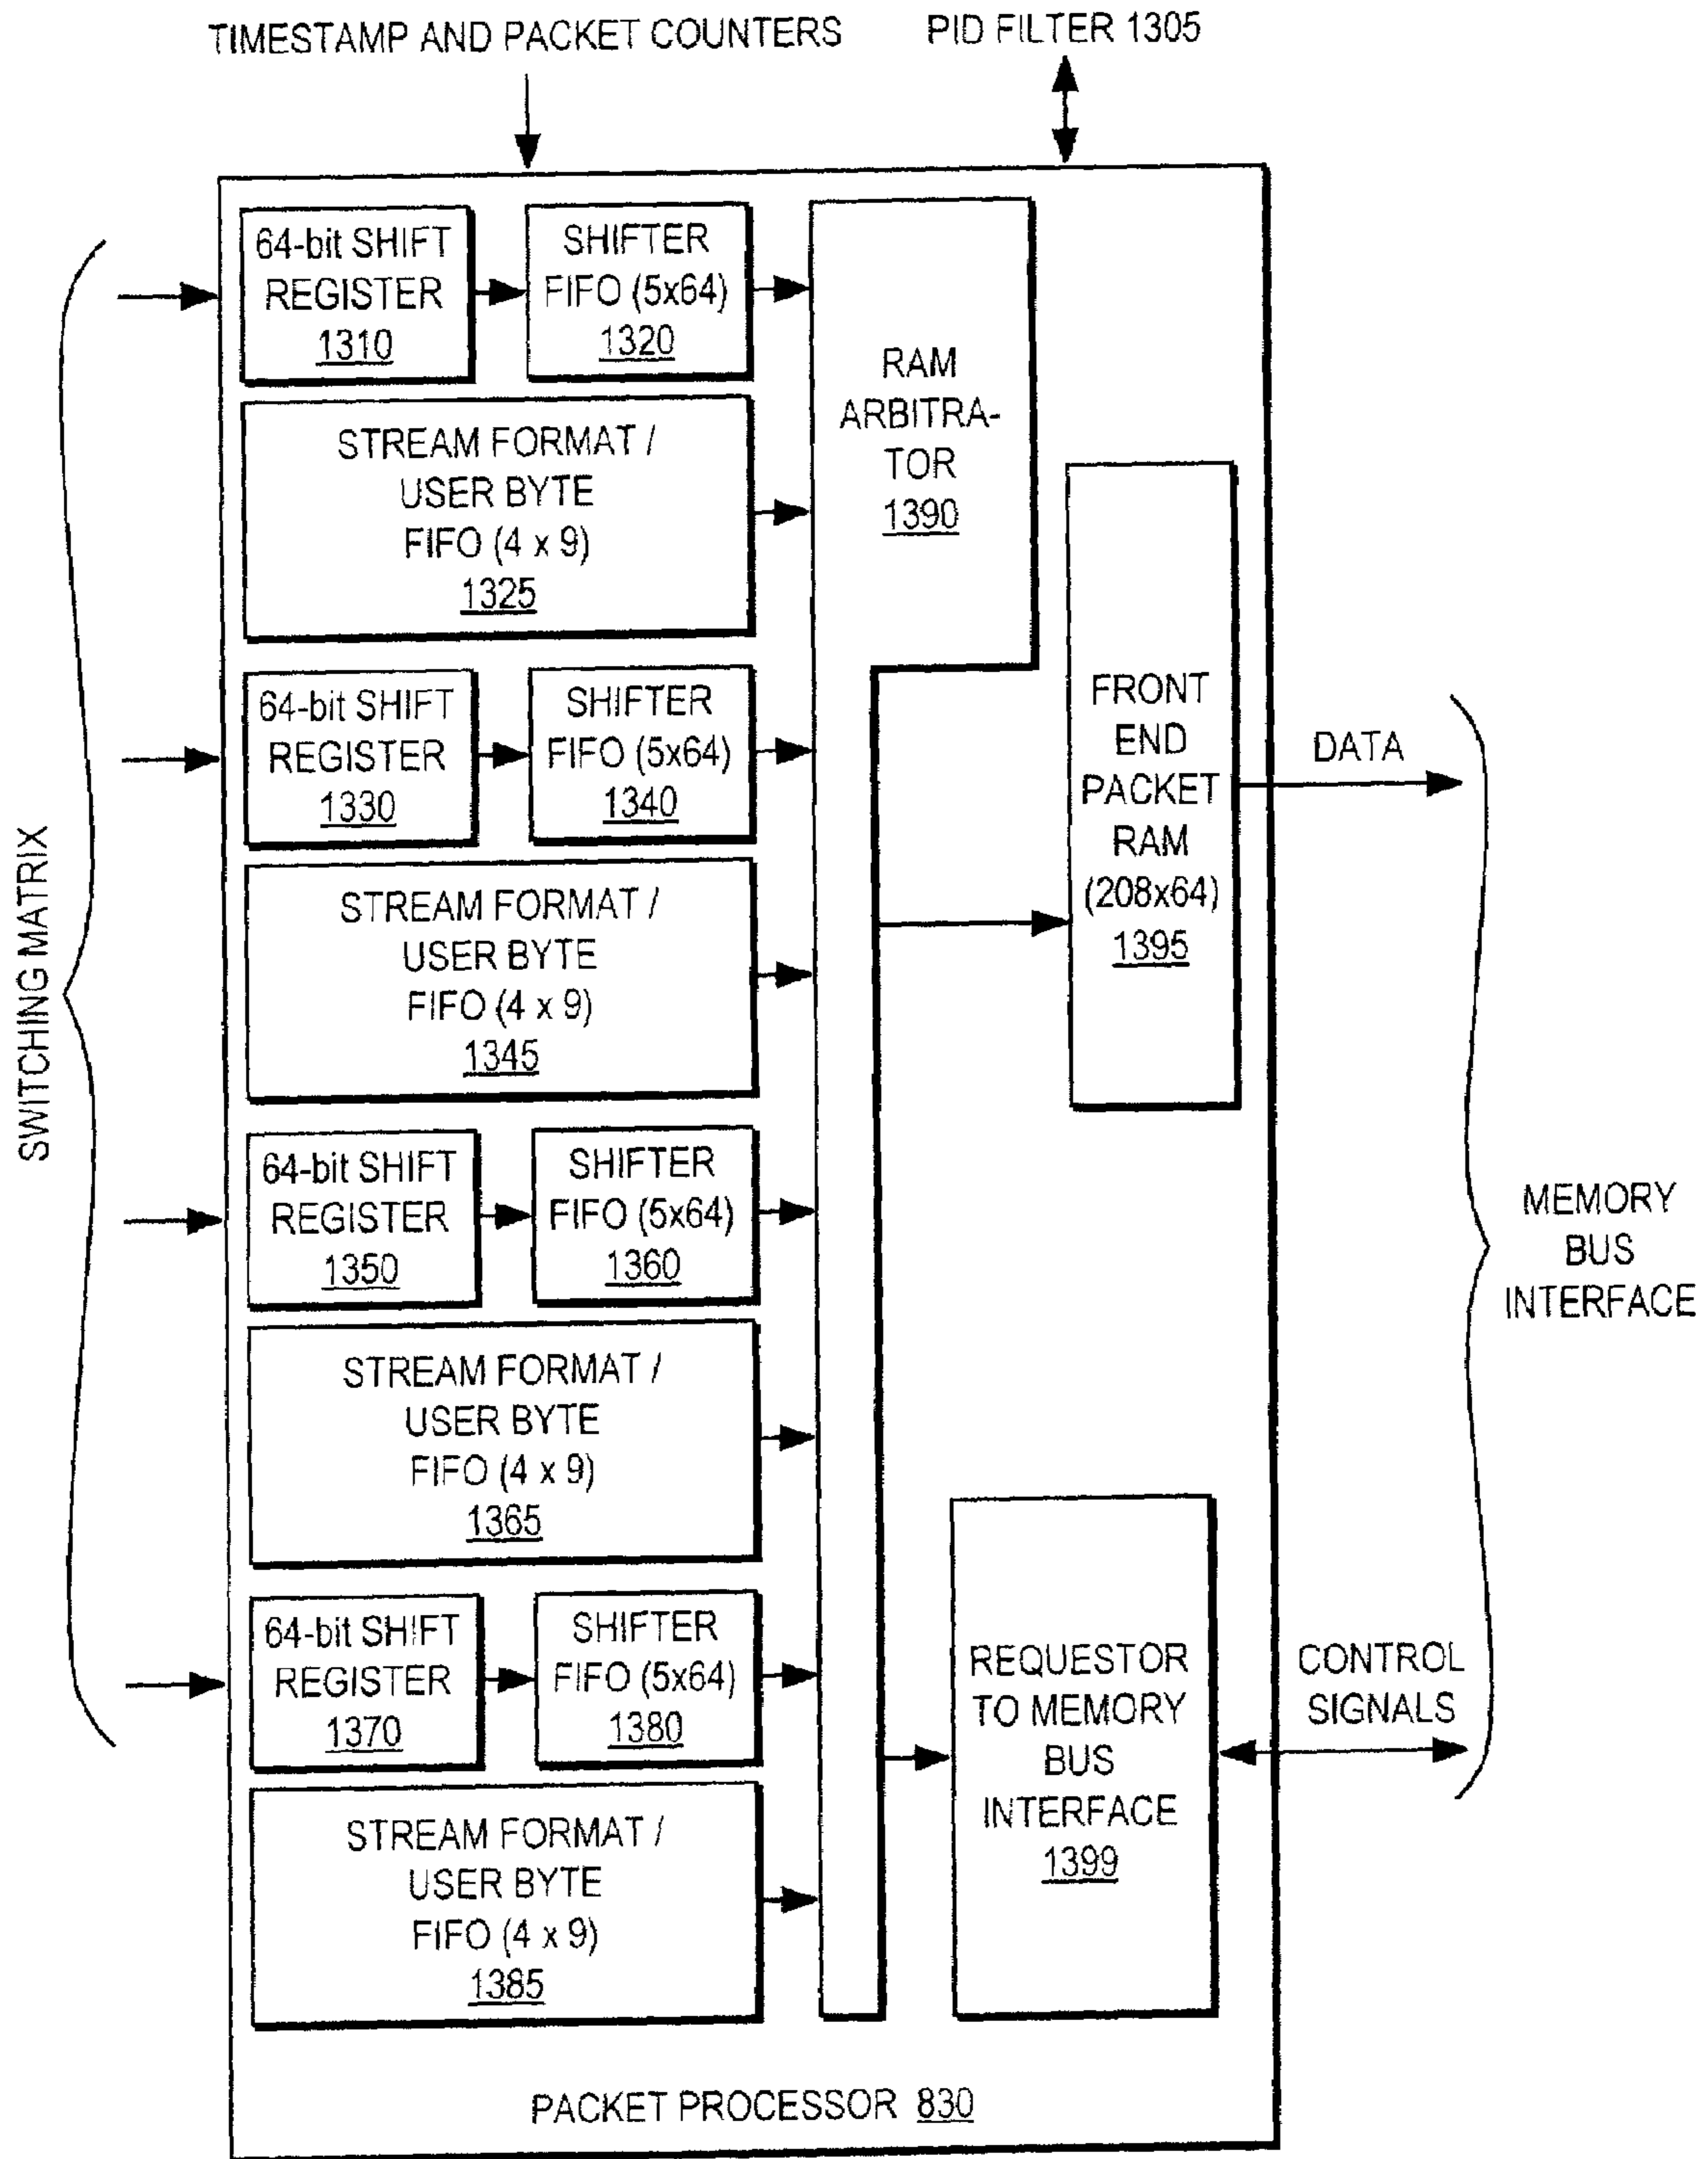 TIMESTAMP AND PACKET COUNTERS
PID FILTER 1305
SWITCHING MATRIX
64-bit SHIFT
REGISTER
1310
SHIFTER
FIFO (5x64)
1320
STREAM FORMAT /
USER BYTE
FIFO (4 x 9)
1325
64-bit SHIFT
REGISTER
1330
SHIFTER
FIFO (5x64)
1340
STREAM FORMAT /
USER BYTE
FIFO (4 x 9)
1345
64-bit SHIFT
REGISTER
1350
SHIFTER
FIFO (5x64)
1360
STREAM FORMAT /
USER BYTE
FIFO (4 x 9)
1365
64-bit SHIFT
REGISTER
1370
SHIFTER
FIFO (5x64)
1380
STREAM FORMAT /
USER BYTE
FIFO (4 x 9)
1385
RAM
ARBITRA-
TOR
1390
FRONT
END
PACKET
RAM
(208x64)
1395
DATA
MEMORY
BUS
INTERFACE
REQUESTOR
TO MEMORY
BUS
INTERFACE
1399
CONTROL
SIGNALS
PACKET PROCESSOR 830